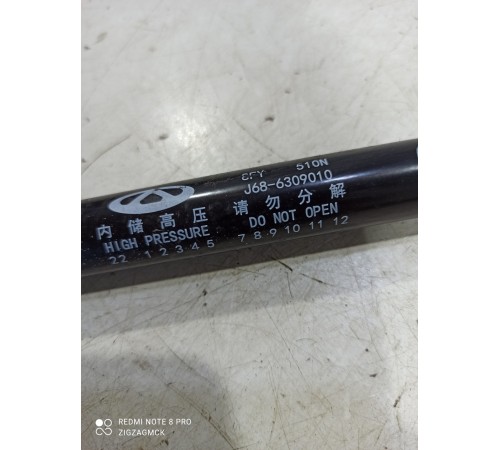 510N
J68-6309010
内储高压 请勿分解
HIGH PRESSURE DO NOT OPEN
22 1 2 3 4 5 7 8 9 10 11 12
REDMI NOTE 8 PRO
ZIGZAGMCK